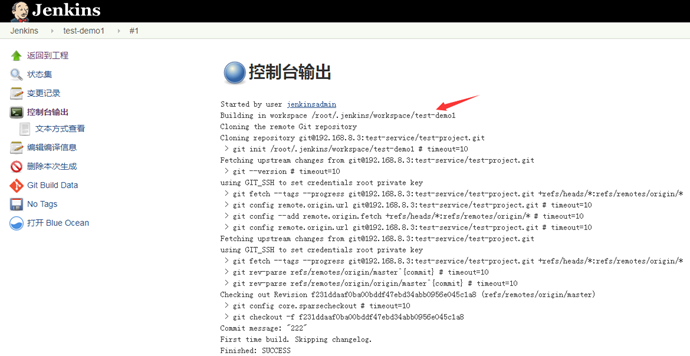 Jenkins
Jenkins › test-demo1 › #1
返回到工程
状态集
变更记录
控制台输出
文本方式查看
编辑编译信息
删除本次生成
Git Build Data
No Tags
打开 Blue Ocean
控制台输出
Started by user jenkinsadmin
Building in workspace /root/.jenkins/workspace/test-demo1
Cloning the remote Git repository
Cloning repository git@192.168.8.3:test-service/test-project.git
> git init /root/.jenkins/workspace/test-demo1 # timeout=10
Fetching upstream changes from git@192.168.8.3:test-service/test-project.git
> git --version # timeout=10
using GIT_SSH to set credentials root private key
> git fetch --tags --progress git@192.168.8.3:test-service/test-project.git +refs/heads/*:refs/remotes/origin/*
> git config remote.origin.url git@192.168.8.3:test-service/test-project.git # timeout=10
> git config --add remote.origin.fetch +refs/heads/*:refs/remotes/origin/* # timeout=10
> git config remote.origin.url git@192.168.8.3:test-service/test-project.git # timeout=10
Fetching upstream changes from git@192.168.8.3:test-service/test-project.git
using GIT_SSH to set credentials root private key
> git fetch --tags --progress git@192.168.8.3:test-service/test-project.git +refs/heads/*:refs/remotes/origin/*
> git rev-parse refs/remotes/origin/master^{commit} # timeout=10
> git rev-parse refs/remotes/origin/origin/master^{commit} # timeout=10
Checking out Revision f231ddaaf0ba00bddf47ebd34abb0956e045c1a8 (refs/remotes/origin/master)
> git config core.sparsecheckout # timeout=10
> git checkout -f f231ddaaf0ba00bddf47ebd34abb0956e045c1a8
Commit message: "222"
First time build. Skipping changelog.
Finished: SUCCESS